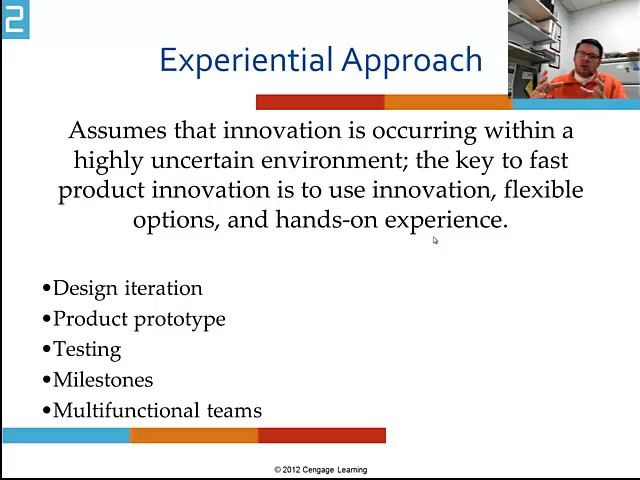 2
Experiential Approach
Assumes that innovation is occurring within a
highly uncertain environment; the key to fast
product innovation is to use innovation, flexible
options, and hands-on experience.
•Design iteration
•Product prototype
•Testing
•Milestones
•Multifunctional teams
© 2012 Cengage Learning